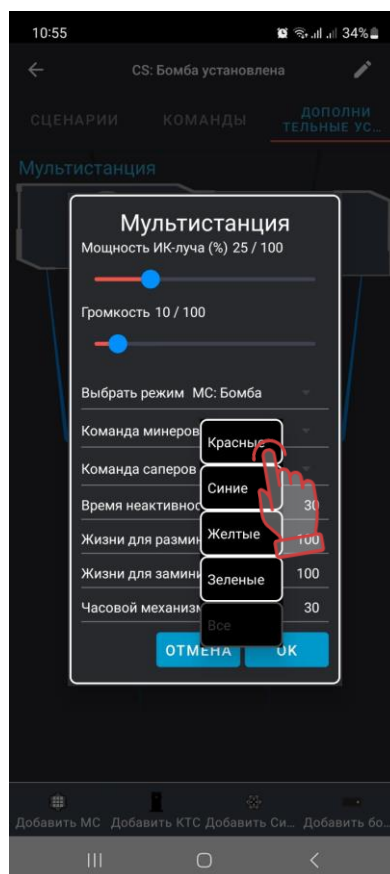 10:55 34%
CS: Бомба установлена
СЦЕНАРИИ КОМАНДЫ ДОПОЛНИ
ТЕЛЬНЫЕ УС...
Мультистанция
Мультистанция
Мощность ИК-луча (%) 25 / 100
Громкость 10 / 100
Выбрать режим МС: Бомба
Команда минеров
Красные
Команда саперов
Синие
Время неактивнос 30
Желтые
Жизни для размин 100
Жизни для замини 100
Зеленые
Часовой механизм 30
Все
ОТМЕНА OK
Добавить МС Добавить КТС Добавить Си... Добавить бо...